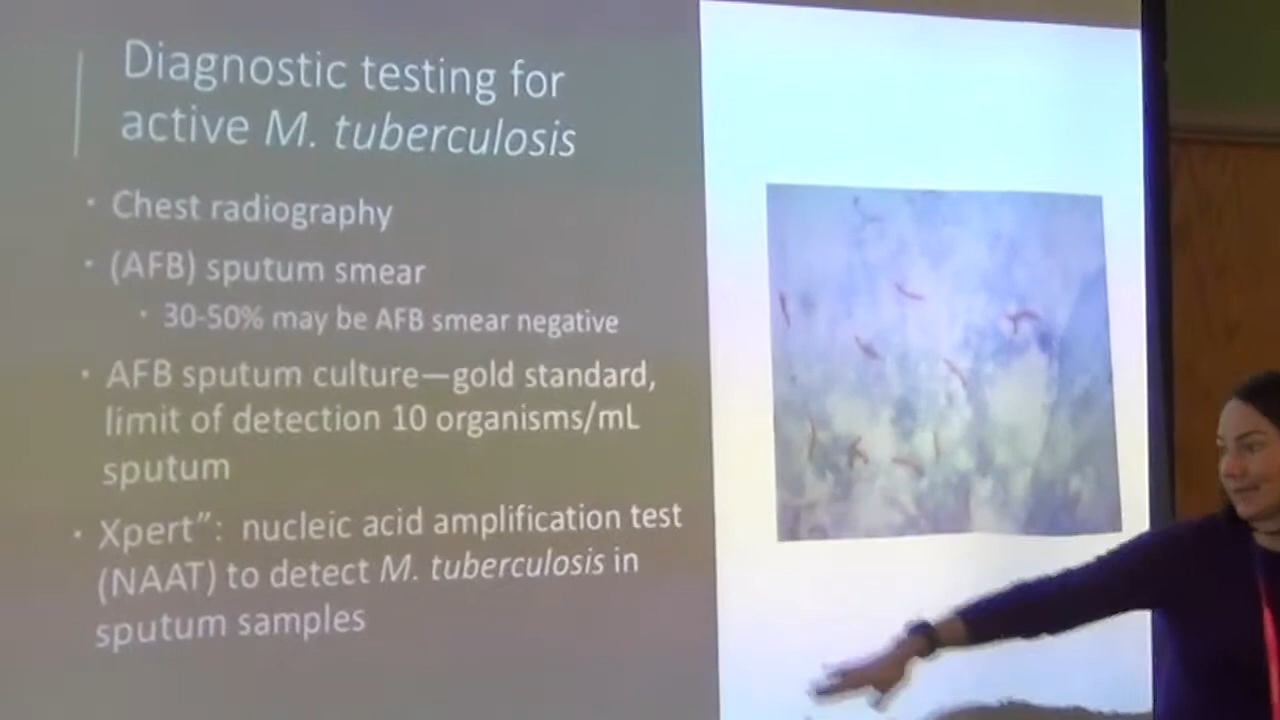 Diagnostic testing for
active M. tuberculosis
• Chest radiography
• (AFB) sputum smear
• 30-50% may be AFB smear negative
• AFB sputum culture—gold standard,
limit of detection 10 organisms/mL
sputum
• Xpert”: nucleic acid amplification test
(NAAT) to detect M. tuberculosis in
sputum samples